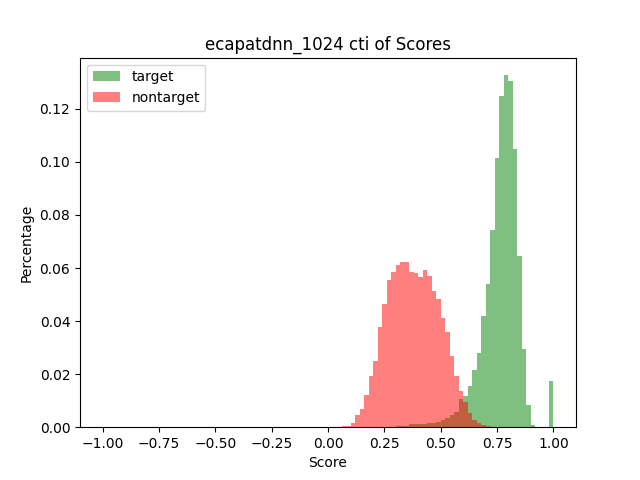 ecapatdnn_1024 cti of Scores
target
nontarget
Percentage
0.12
0.10
0.08
0.06
0.04
0.02
0.00
−1.00 −0.75 −0.50 −0.25 0.00 0.25 0.50 0.75 1.00
Score